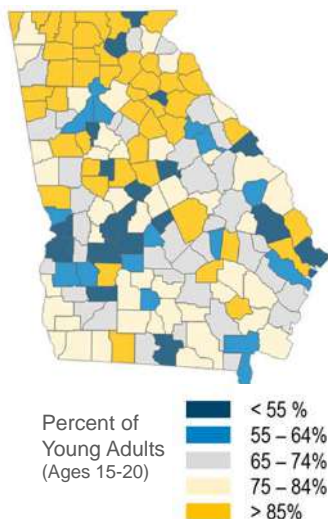 Percent of
Young Adults
(Ages 15-20)
< 55 %
55 – 64%
65 – 74%
75 – 84%
> 85%